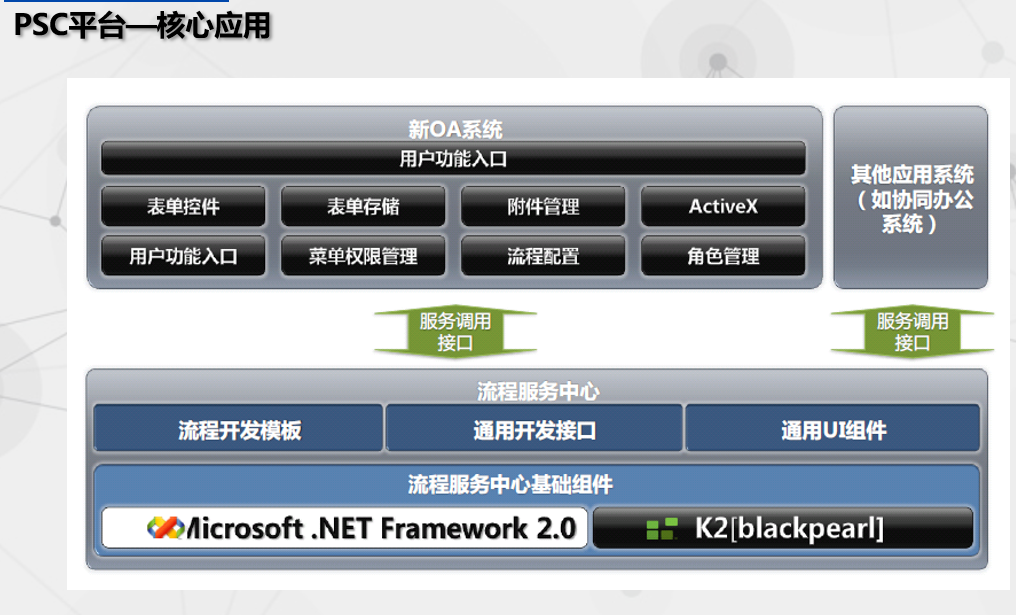 PSC平台—核心应用
新OA系统
用户功能入口
表单控件
表单存储
附件管理
ActiveX
用户功能入口
菜单权限管理
流程配置
角色管理
其他应用系统
（如协同办公
系统）
服务调用
接口
服务调用
接口
流程服务中心
流程开发模板
通用开发接口
通用UI组件
流程服务中心基础组件
Microsoft .NET Framework 2.0
K2[blackpearl]